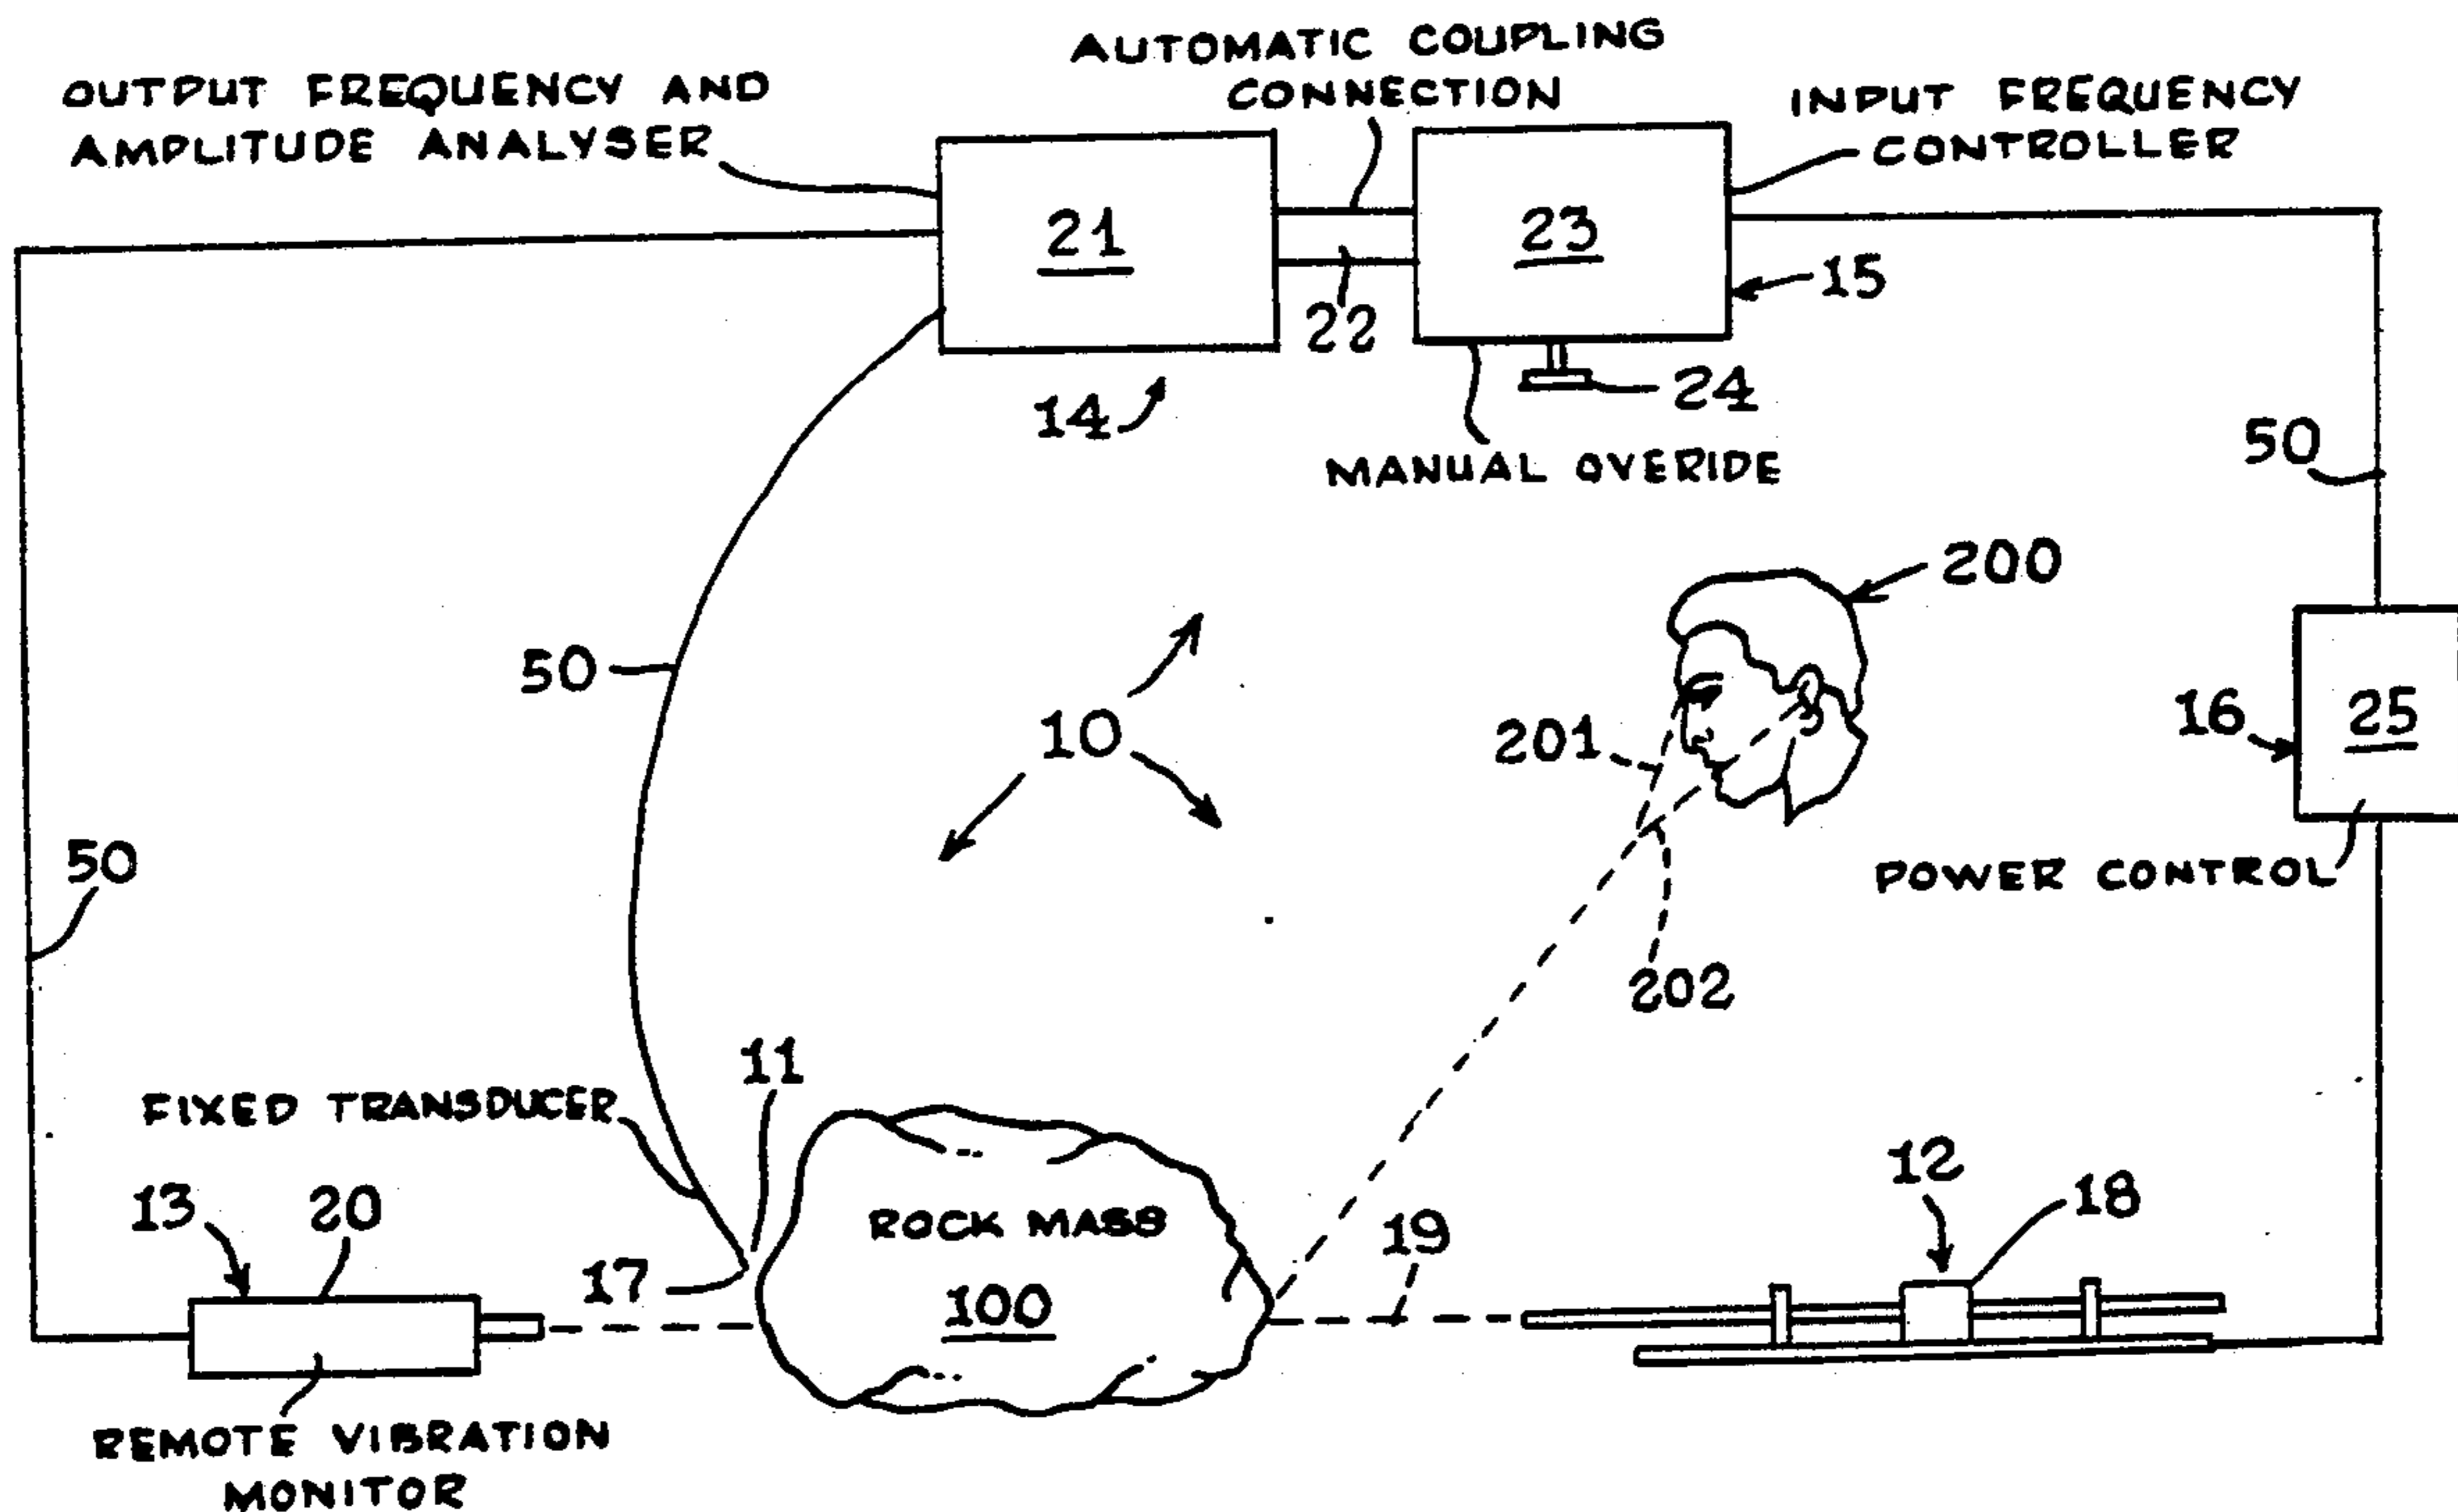 AUTOMATIC COUPLING
CONNECTION
OUTPUT FREQUENCY AND
AMPLITUDE ANALYSER
INPUT FREQUENCY
CONTROLLER
21
23
15
22
24
14
MANUAL OVERIDE
50
200
50
10
201
16
25
50
POWER CONTROL
202
11
FIXED TRANSDUCER
13
20
17
ROCK MASS
100
19
12
18
REMOTE VIBRATION
MONITOR